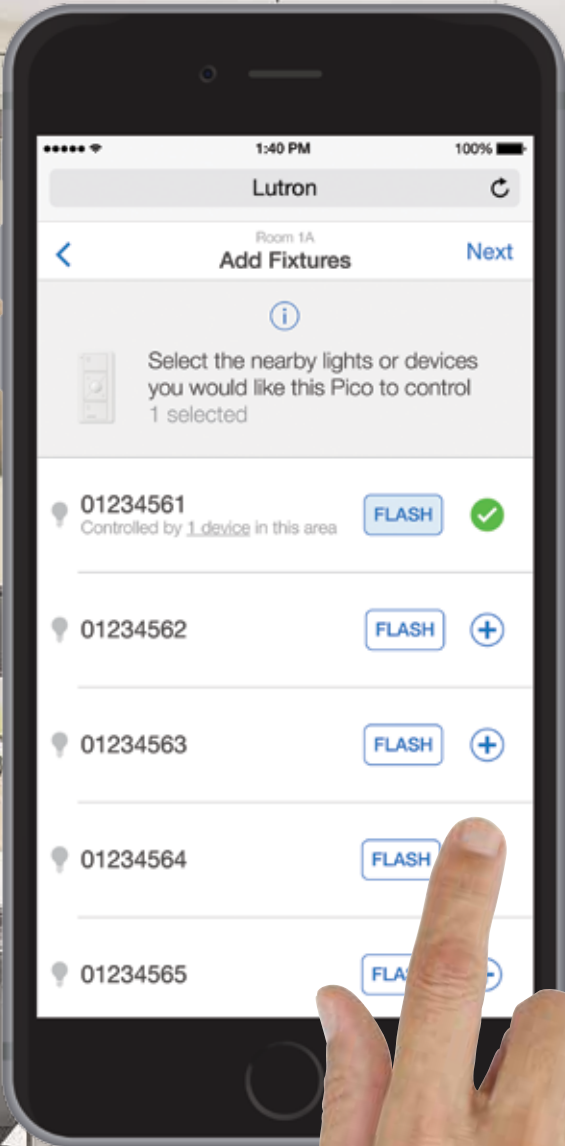 1:40 PM
100%
Lutron
Room 1A
Add Fixtures
Next
Select the nearby lights or devices
you would like this Pico to control
1 selected
01234561
FLASH
Controlled by 1 device in this area
01234562
FLASH
01234563
FLASH
01234564
FLASH
01234565